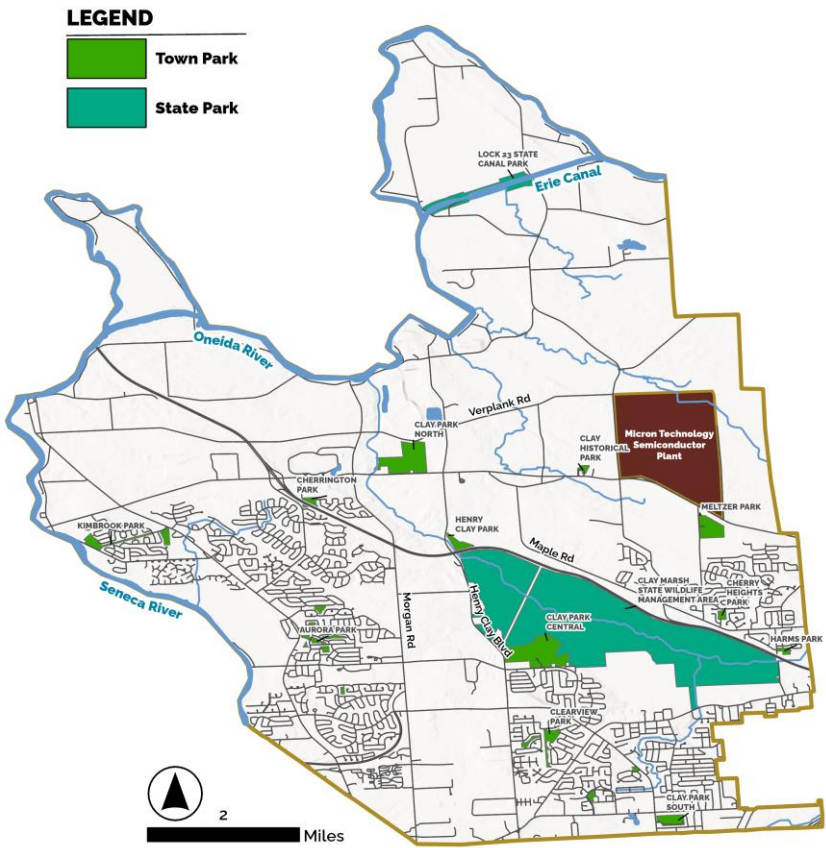 LEGEND
Town Park
State Park
LOCK 23 STATE
CANAL PARK
Erie Canal
Oneida River
Verplank Rd
CLAY PARK
NORTH
CLAY
HISTORICAL
PARK
Micron Technology
Semiconductor
Plant
CHERRINGTON
PARK
MELTZER PARK
KIMBROOK PARK
HENRY
CLAY PARK
Maple Rd
Seneca River
CLAY MARSH
STATE WILDLIFE
MANAGEMENT AREA
CHERRY
HEIGHTS
CPARK
Henry Clay Blvd
Morgan Rd
CLAY PARK
CENTRAL
AURORA PARK
HARMS PARK
CLEARVIEW
PARK
CLAY PARK
SOUTH
2
Miles